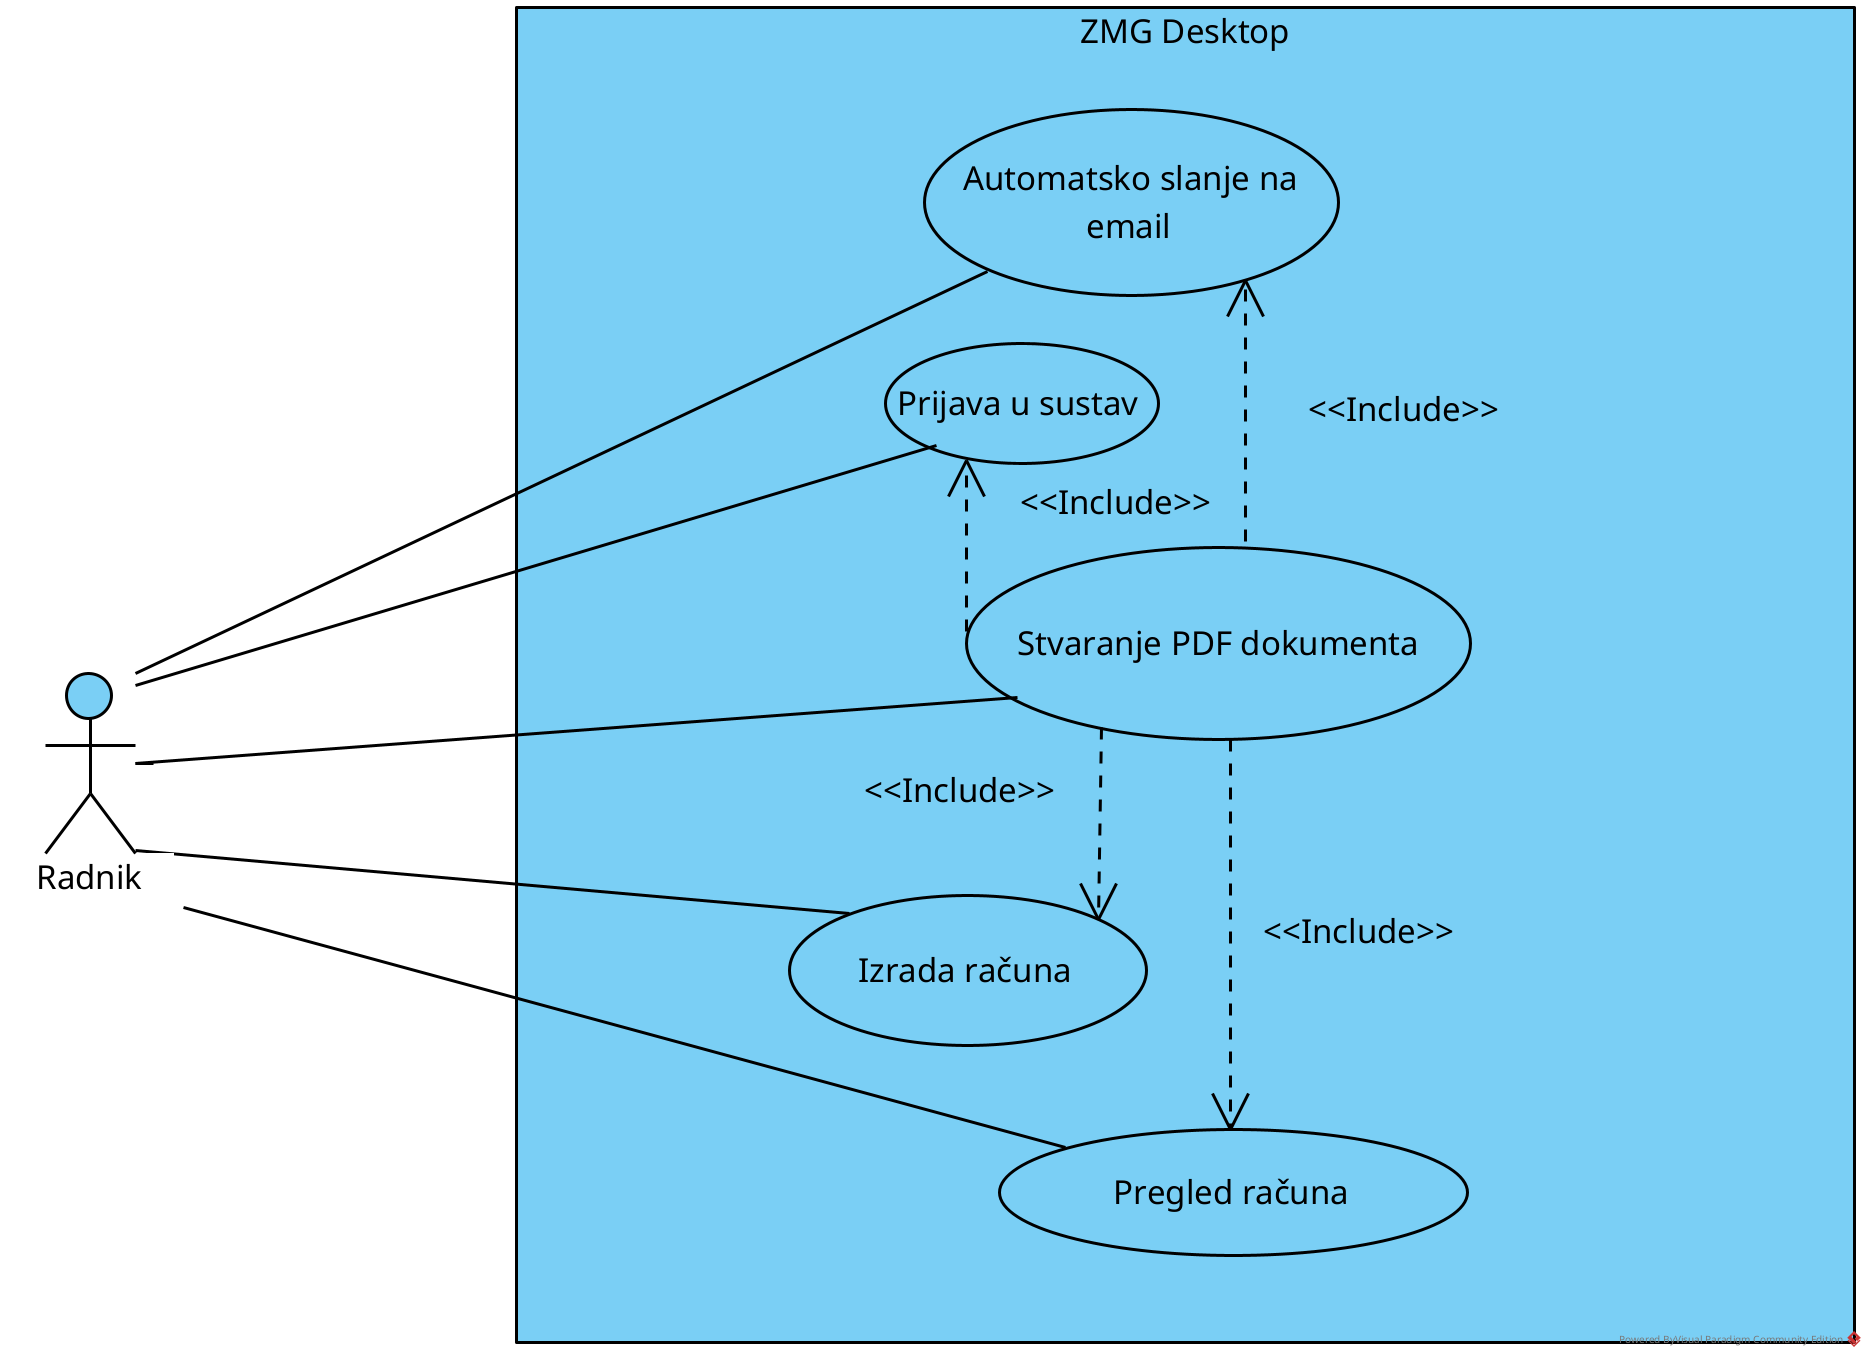 ZMG Desktop
Automatsko slanje na
email
Prijava u sustav
<<Include>>
<<Include>>
Stvaranje PDF dokumenta
<<Include>>
Radnik
<<Include>>
Izrada računa
Pregled računa
Powered By Visual Paradigm Community Edition